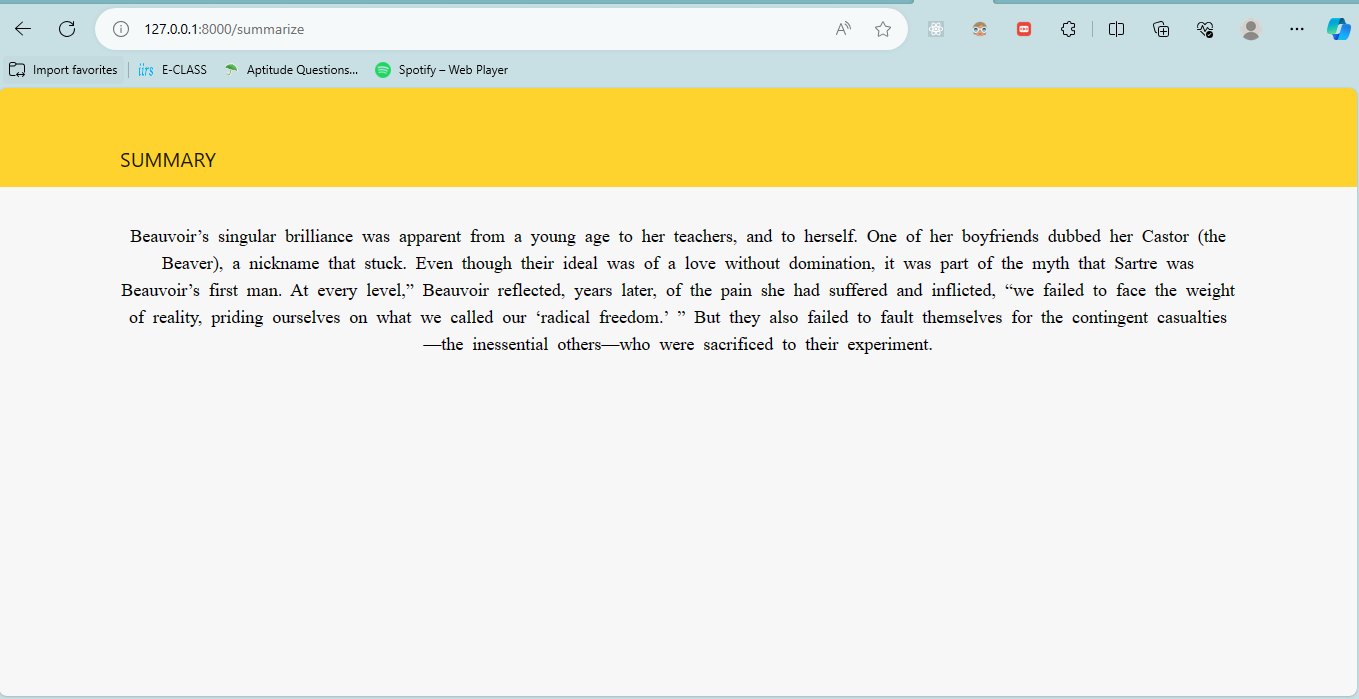 127.0.0.1:8000/summarize
Import favorites
iirs E-CLASS
Aptitude Questions...
Spotify – Web Player
SUMMARY
Beauvoir’s singular brilliance was apparent from a young age to her teachers, and to herself. One of her boyfriends dubbed her Castor (the
Beaver), a nickname that stuck. Even though their ideal was of a love without domination, it was part of the myth that Sartre was
Beauvoir’s first man. At every level,” Beauvoir reflected, years later, of the pain she had suffered and inflicted, “we failed to face the weight
of reality, priding ourselves on what we called our ‘radical freedom.’ ” But they also failed to fault themselves for the contingent casualties
—the inessential others—who were sacrificed to their experiment.